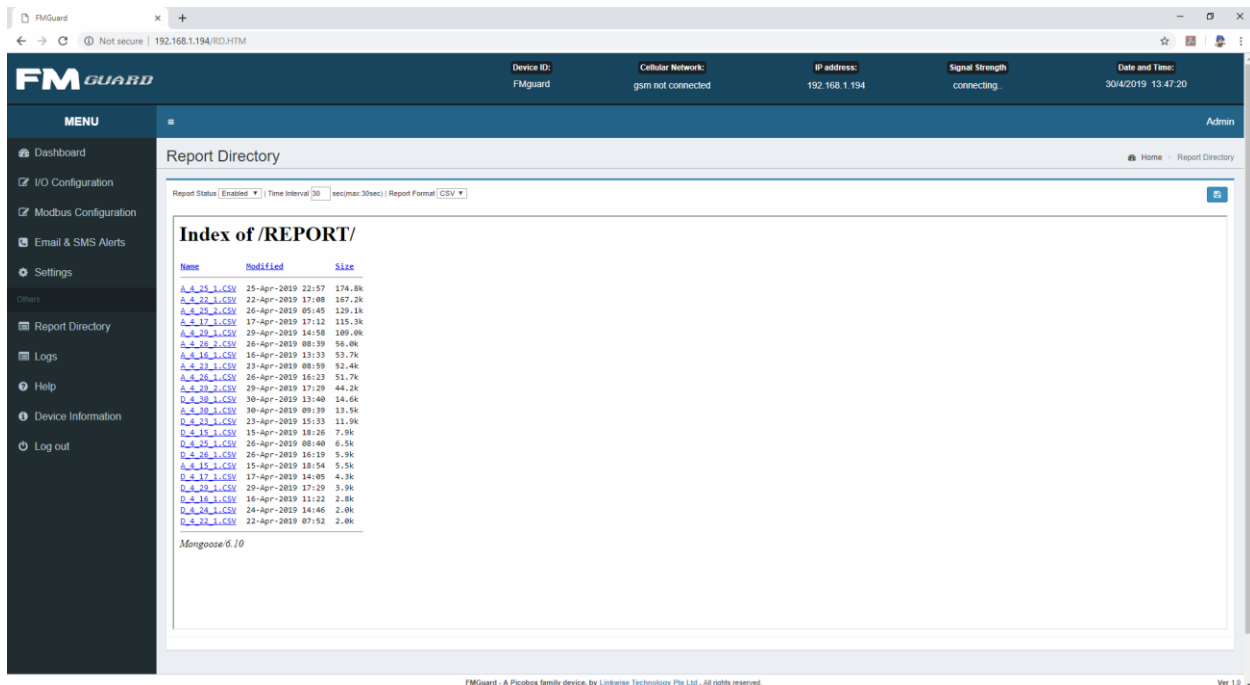 FMGuard
Not secure | 192.168.1.194/RD.HTM
FM GUARD
Device ID: Cellular Network: IP address: Signal Strength Date and Time:
FMguard gsm not connected 192.168.1.194 connecting.. 30/4/2019 13:47:20
MENU
Admin
Dashboard
I/O Configuration
Modbus Configuration
Email & SMS Alerts
Settings
Others
Report Directory
Logs
Help
Device Information
Log out
Report Directory
Home > Report Directory
Report Status Enabled | Time Interval 30 sec(max:30sec) | Report Format CSV
Index of /REPORT/
Name Modified Size
A_4_25_1.CSV 25-Apr-2019 22:57 174.8k
A_4_22_1.CSV 22-Apr-2019 17:08 167.2k
A_4_25_2.CSV 26-Apr-2019 05:45 129.1k
A_4_17_1.CSV 17-Apr-2019 17:12 115.3k
A_4_29_1.CSV 29-Apr-2019 14:58 109.0k
A_4_26_2.CSV 26-Apr-2019 08:39 56.0k
A_4_16_1.CSV 16-Apr-2019 13:33 53.7k
A_4_23_1.CSV 23-Apr-2019 08:59 52.4k
A_4_26_1.CSV 26-Apr-2019 16:23 51.7k
A_4_29_2.CSV 29-Apr-2019 17:29 44.2k
D_4_30_1.CSV 30-Apr-2019 13:40 14.6k
A_4_30_1.CSV 30-Apr-2019 09:39 13.5k
D_4_23_1.CSV 23-Apr-2019 15:33 11.9k
D_4_15_1.CSV 15-Apr-2019 18:26 7.9k
D_4_25_1.CSV 26-Apr-2019 08:40 6.5k
D_4_26_1.CSV 26-Apr-2019 16:19 5.9k
A_4_15_1.CSV 15-Apr-2019 18:54 5.5k
D_4_17_1.CSV 17-Apr-2019 14:05 4.3k
D_4_29_1.CSV 29-Apr-2019 17:29 3.9k
D_4_16_1.CSV 16-Apr-2019 11:22 2.8k
D_4_24_1.CSV 24-Apr-2019 14:46 2.0k
D_4_22_1.CSV 22-Apr-2019 07:52 2.0k
Mongoose/6.10
FMGuard - A Picobox family device, by Linkwise Technology Pte Ltd . All rights reserved.
Ver 1.0